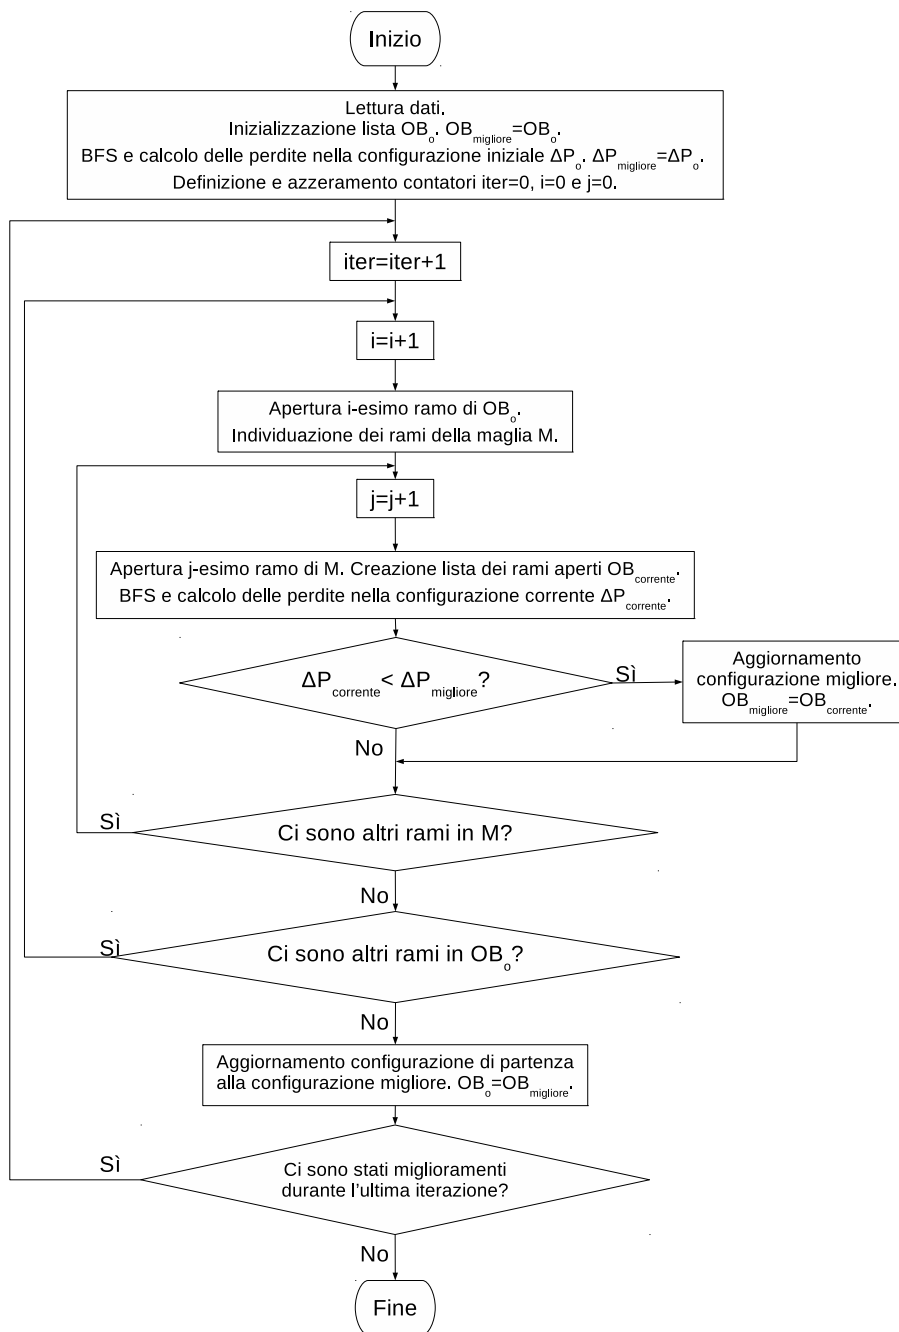 Inizio
Lettura dati.
Inizializzazione lista OBo. OBmigliore=OBo.
BFS e calcolo delle perdite nella configurazione iniziale ΔPo. ΔPmigliore=ΔPo.
Definizione e azzeramento contatori iter=0, i=0 e j=0.
iter=iter+1
i=i+1
Apertura i-esimo ramo di OBo.
Individuazione dei rami della maglia M.
j=j+1
Apertura j-esimo ramo di M. Creazione lista dei rami aperti OBcorrente.
BFS e calcolo delle perdite nella configurazione corrente ΔPcorrente.
ΔPcorrente< ΔPmigliore?
Sì
Aggiornamento
configurazione migliore.
OBmigliore=OBcorrente.
No
Ci sono altri rami in M?
Sì
No
Ci sono altri rami in OBo?
Sì
No
Aggiornamento configurazione di partenza
alla configurazione migliore. OBo=OBmigliore.
Ci sono stati miglioramenti
durante l'ultima iterazione?
Sì
No
Fine